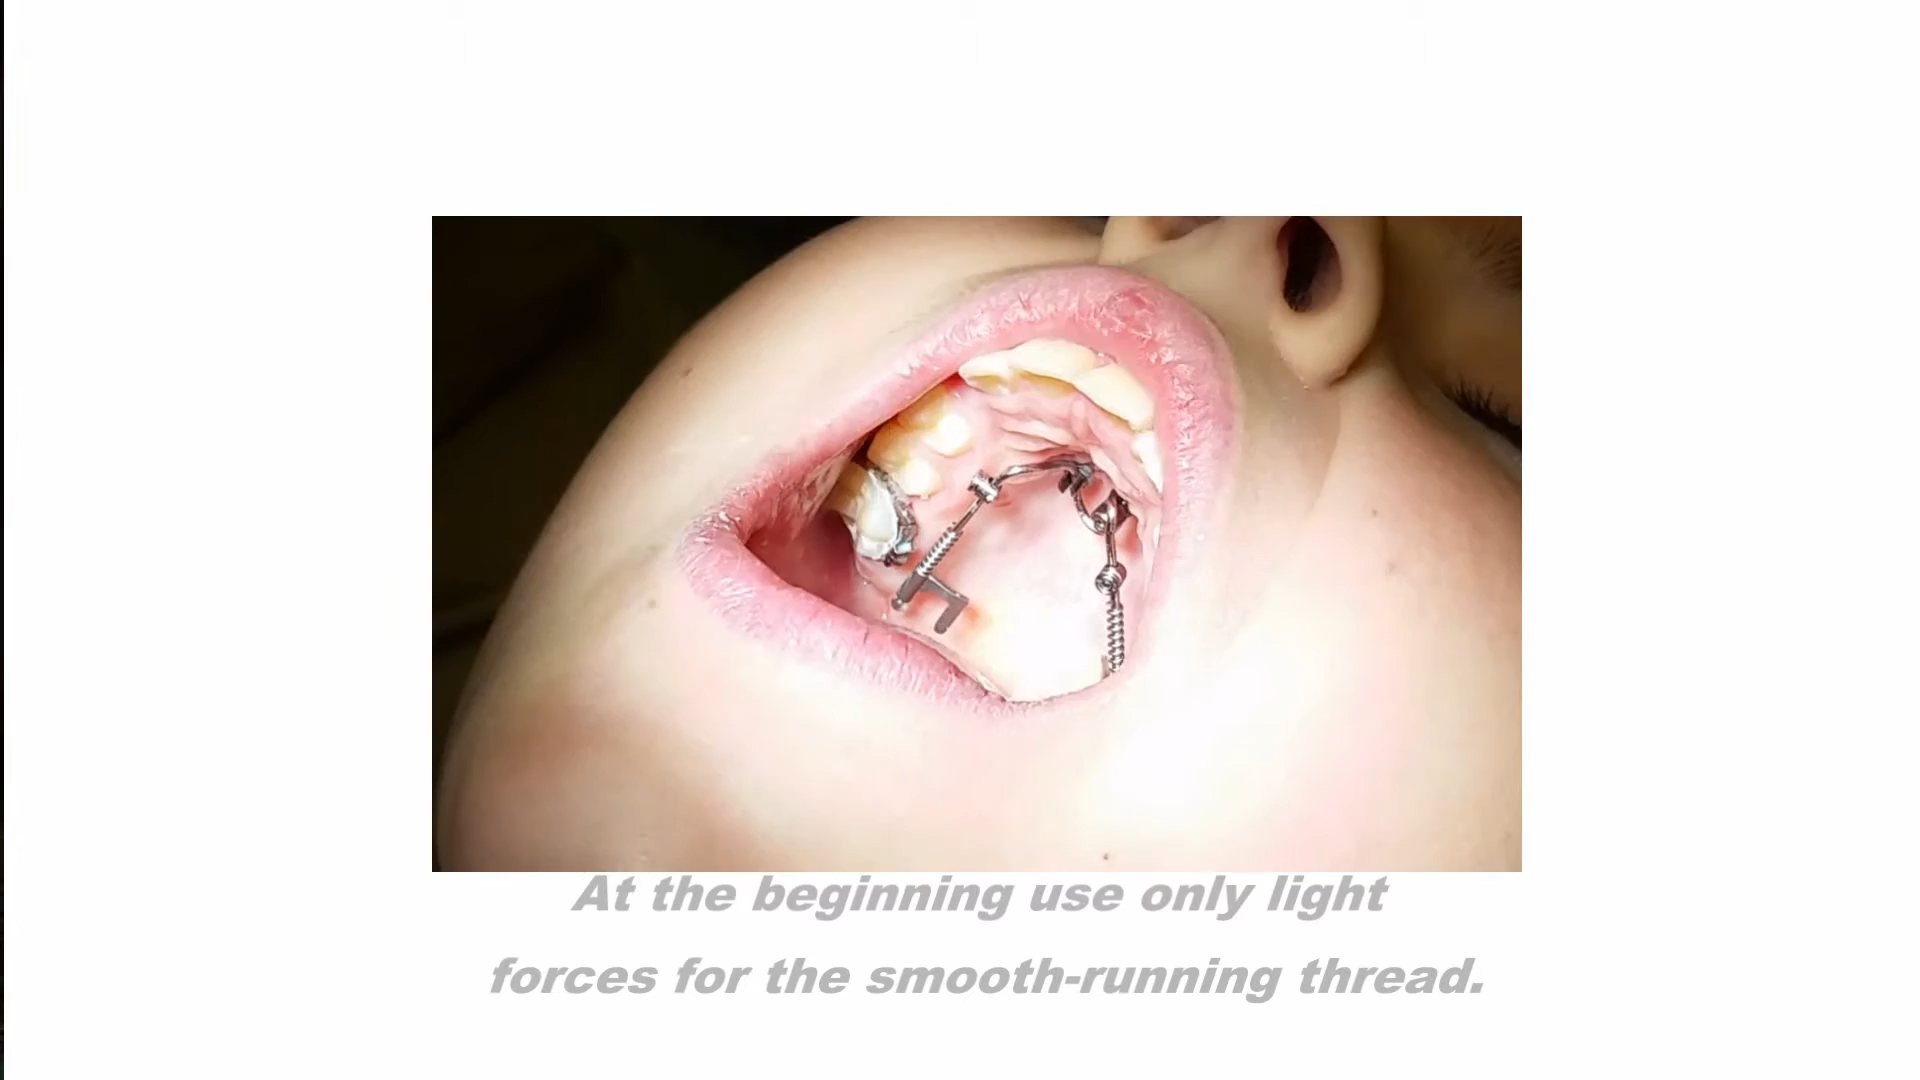 At the beginning use only light
forces for the smooth-running thread.